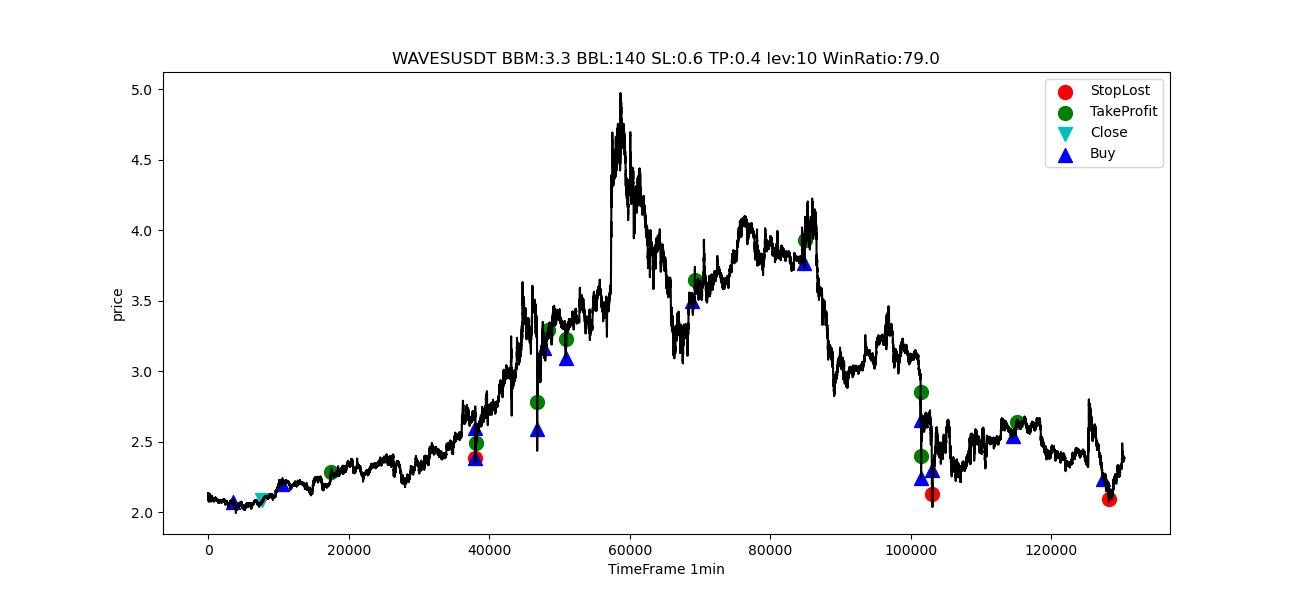 WAVESUSDT BBM:3.3 BBL:140 SL:0.6 TP:0.4 lev:10 WinRatio:79.0
StopLost
TakeProfit
Close
Buy
5.0
4.5
4.0
3.5
3.0
2.5
2.0
price
0 20000 40000 60000 80000 100000 120000
TimeFrame 1min